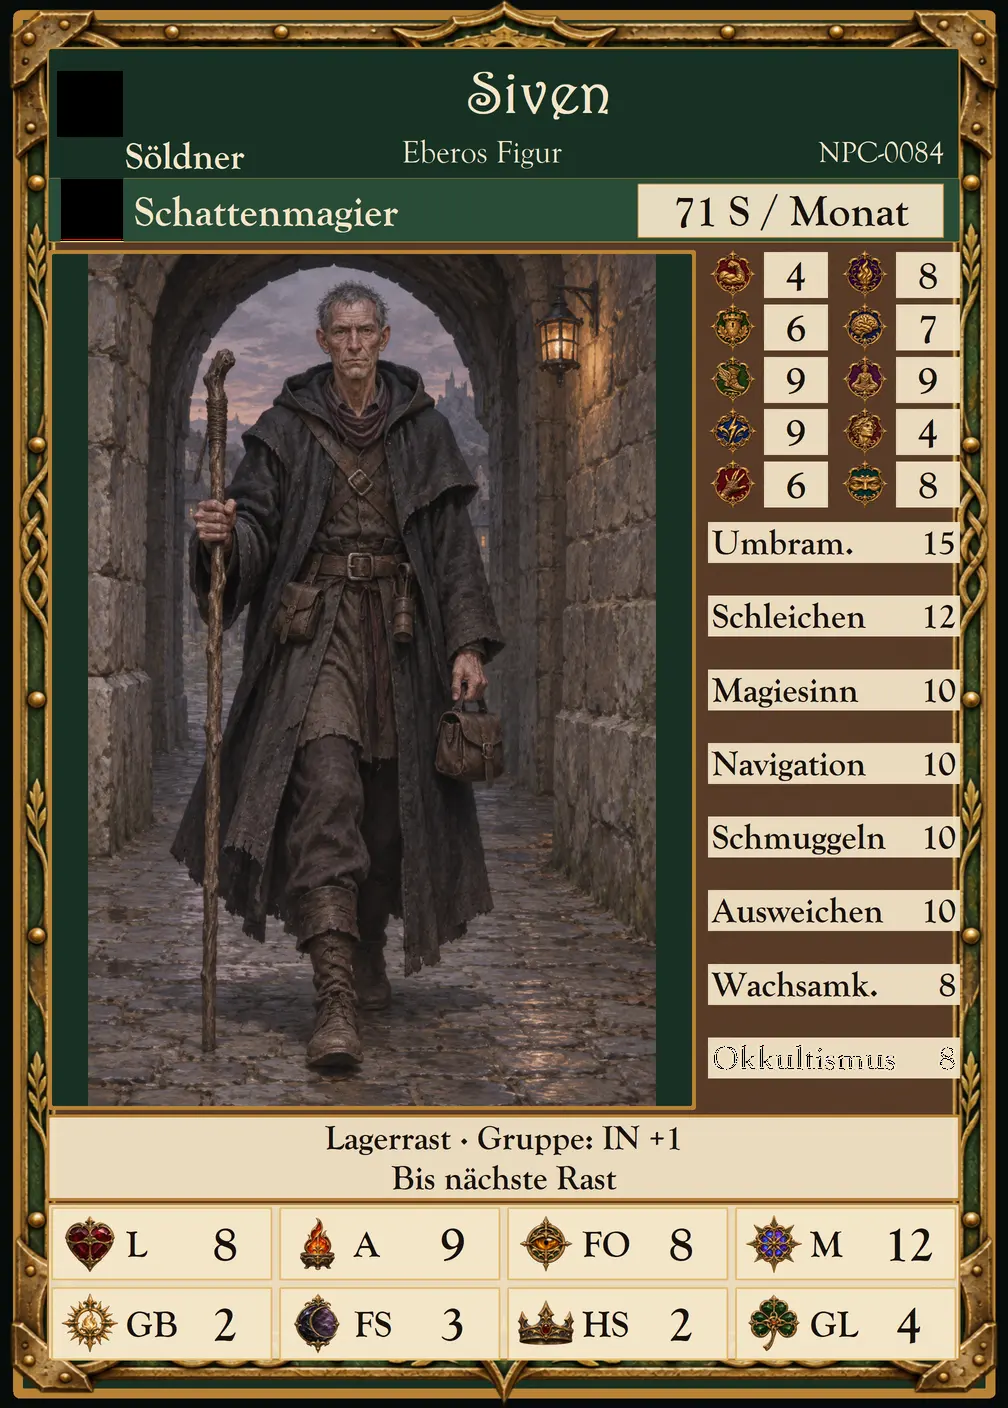 Siven
Söldner Eberos Figur NPC-0084
Schattenmagier 71 S / Monat
4 8
6 7
9 9
9 4
6 8
Umbram. 15
Schleichen 12
Magiesinn 10
Navigation 10
Schmuggeln 10
Ausweichen 10
Wachsamk. 8
Okkultismus 8
Lagerrast · Gruppe: IN +1
Bis nächste Rast
L 8 A 9 FO 8 M 12
GB 2 FS 3 HS 2 GL 4